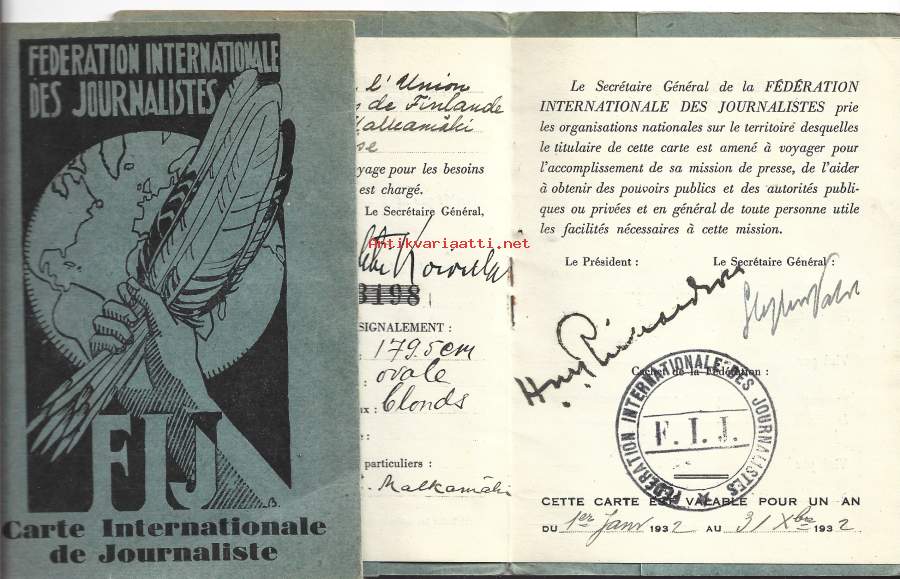 FEDERATION INTERNATIONALE
DES JOURNALISTES
FIJ
B.
Carte Internationale
de Journaliste
l'Union
de Finlande
Malkamäki
yage pour les besoins
est chargé.
Le Secrétaire Général,
Antikvariaatti.net
3198
SIGNALEMENT :
: 179.5 cm
: ovale
ux : blonds
e :
particuliers :
Malkamäki
Le Secrétaire Général de la FÉDÉRATION
INTERNATIONALE DES JOURNALISTES prie
les organisations nationales sur le territoire desquelles
le titulaire de cette carte est amené à voyager pour
l'accomplissement de sa mission de presse, de l'aider
à obtenir des pouvoirs publics et des autorités publi-
ques ou privées et en général de toute personne utile
les facilités nécessaires à cette mission.
Le Président : Le Secrétaire Général :
Cachet de la Fédération :
FÉDÉRATION INTERNATIONALE DES JOURNALISTES
F. I. J.
CETTE CARTE EST VALABLE POUR UN AN
DU 1er Janv 1932 AU 31 Xbre 1932